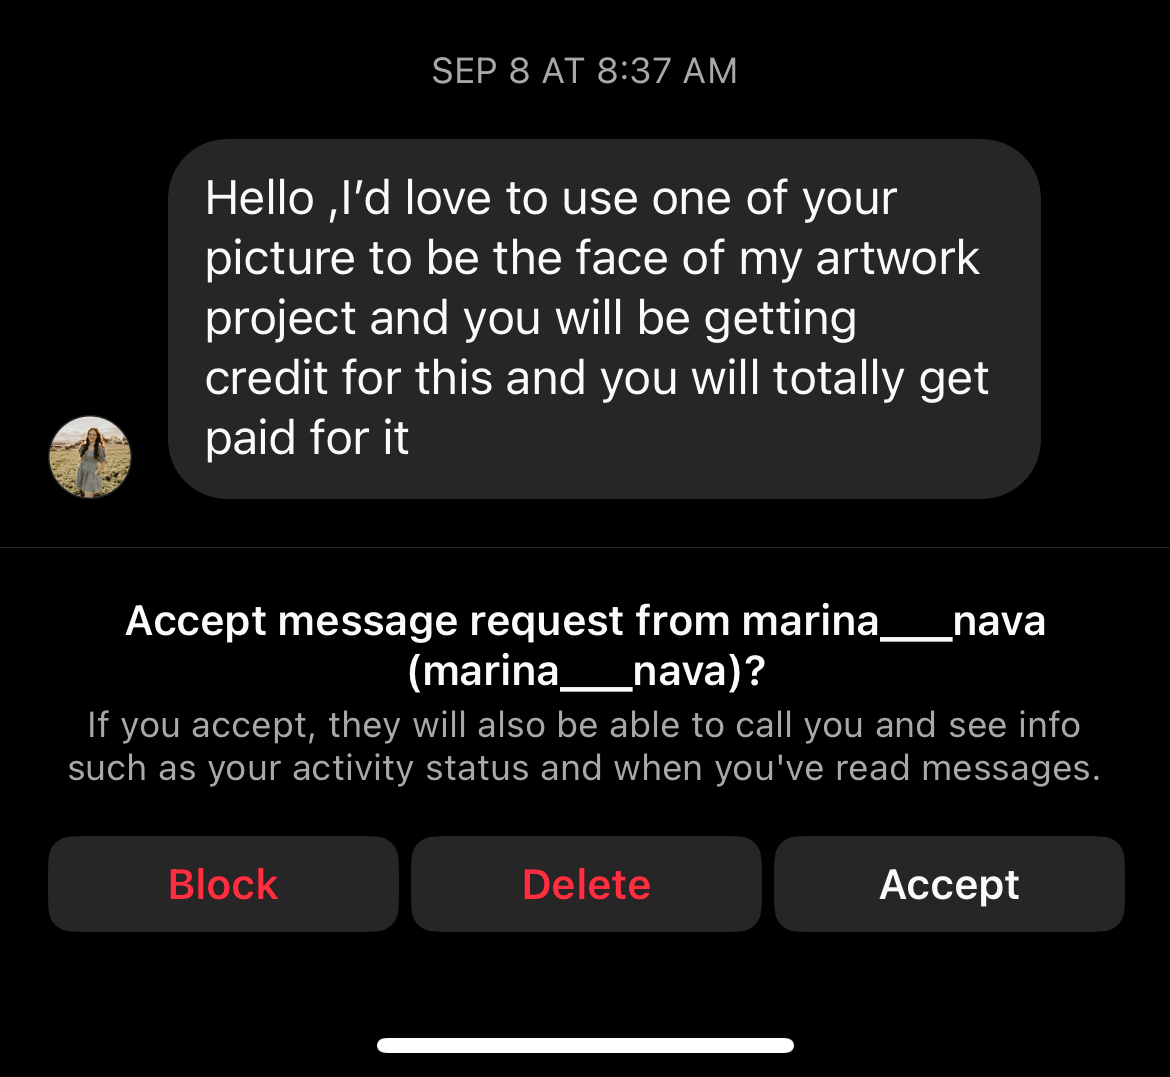 SEP 8 AT 8:37 AM
Hello ,I’d love to use one of your
picture to be the face of my artwork
project and you will be getting
credit for this and you will totally get
paid for it
Accept message request from marina___nava
(marina___nava)?
If you accept, they will also be able to call you and see info
such as your activity status and when you've read messages.
Block
Delete
Accept